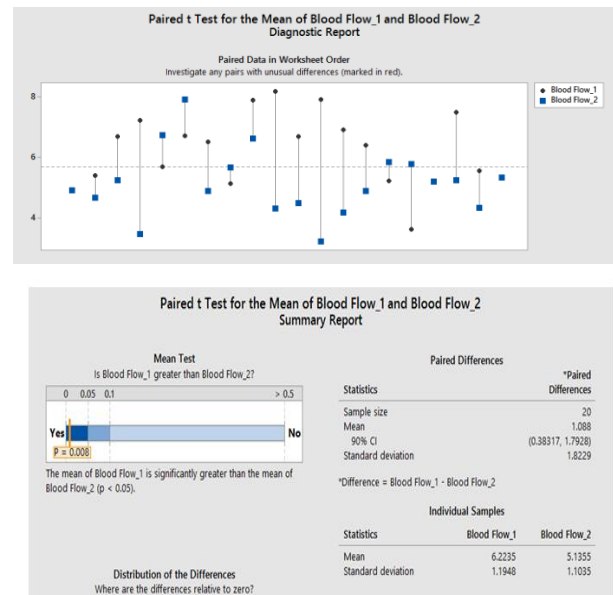 Paired t Test for the Mean of Blood Flow_1 and Blood Flow_2
Diagnostic Report
Paired Data in Worksheet Order
Investigate any pairs with unusual differences (marked in red).
8
6
4
Blood Flow_1
Blood Flow_2
Paired t Test for the Mean of Blood Flow_1 and Blood Flow_2
Summary Report
Mean Test
Is Blood Flow_1 greater than Blood Flow_2?
0 0.05 0.1 > 0.5
Yes No
P = 0.008
The mean of Blood Flow_1 is significantly greater than the mean of
Blood Flow_2 (p < 0.05).
Distribution of the Differences
Where are the differences relative to zero?
Paired Differences
*Paired
Statistics Differences
Sample size 20
Mean 1.088
90% CI (0.38317, 1.7928)
Standard deviation 1.8229
*Difference = Blood Flow_1 - Blood Flow_2
Individual Samples
Statistics Blood Flow_1 Blood Flow_2
Mean 6.2235 5.1355
Standard deviation 1.1948 1.1035